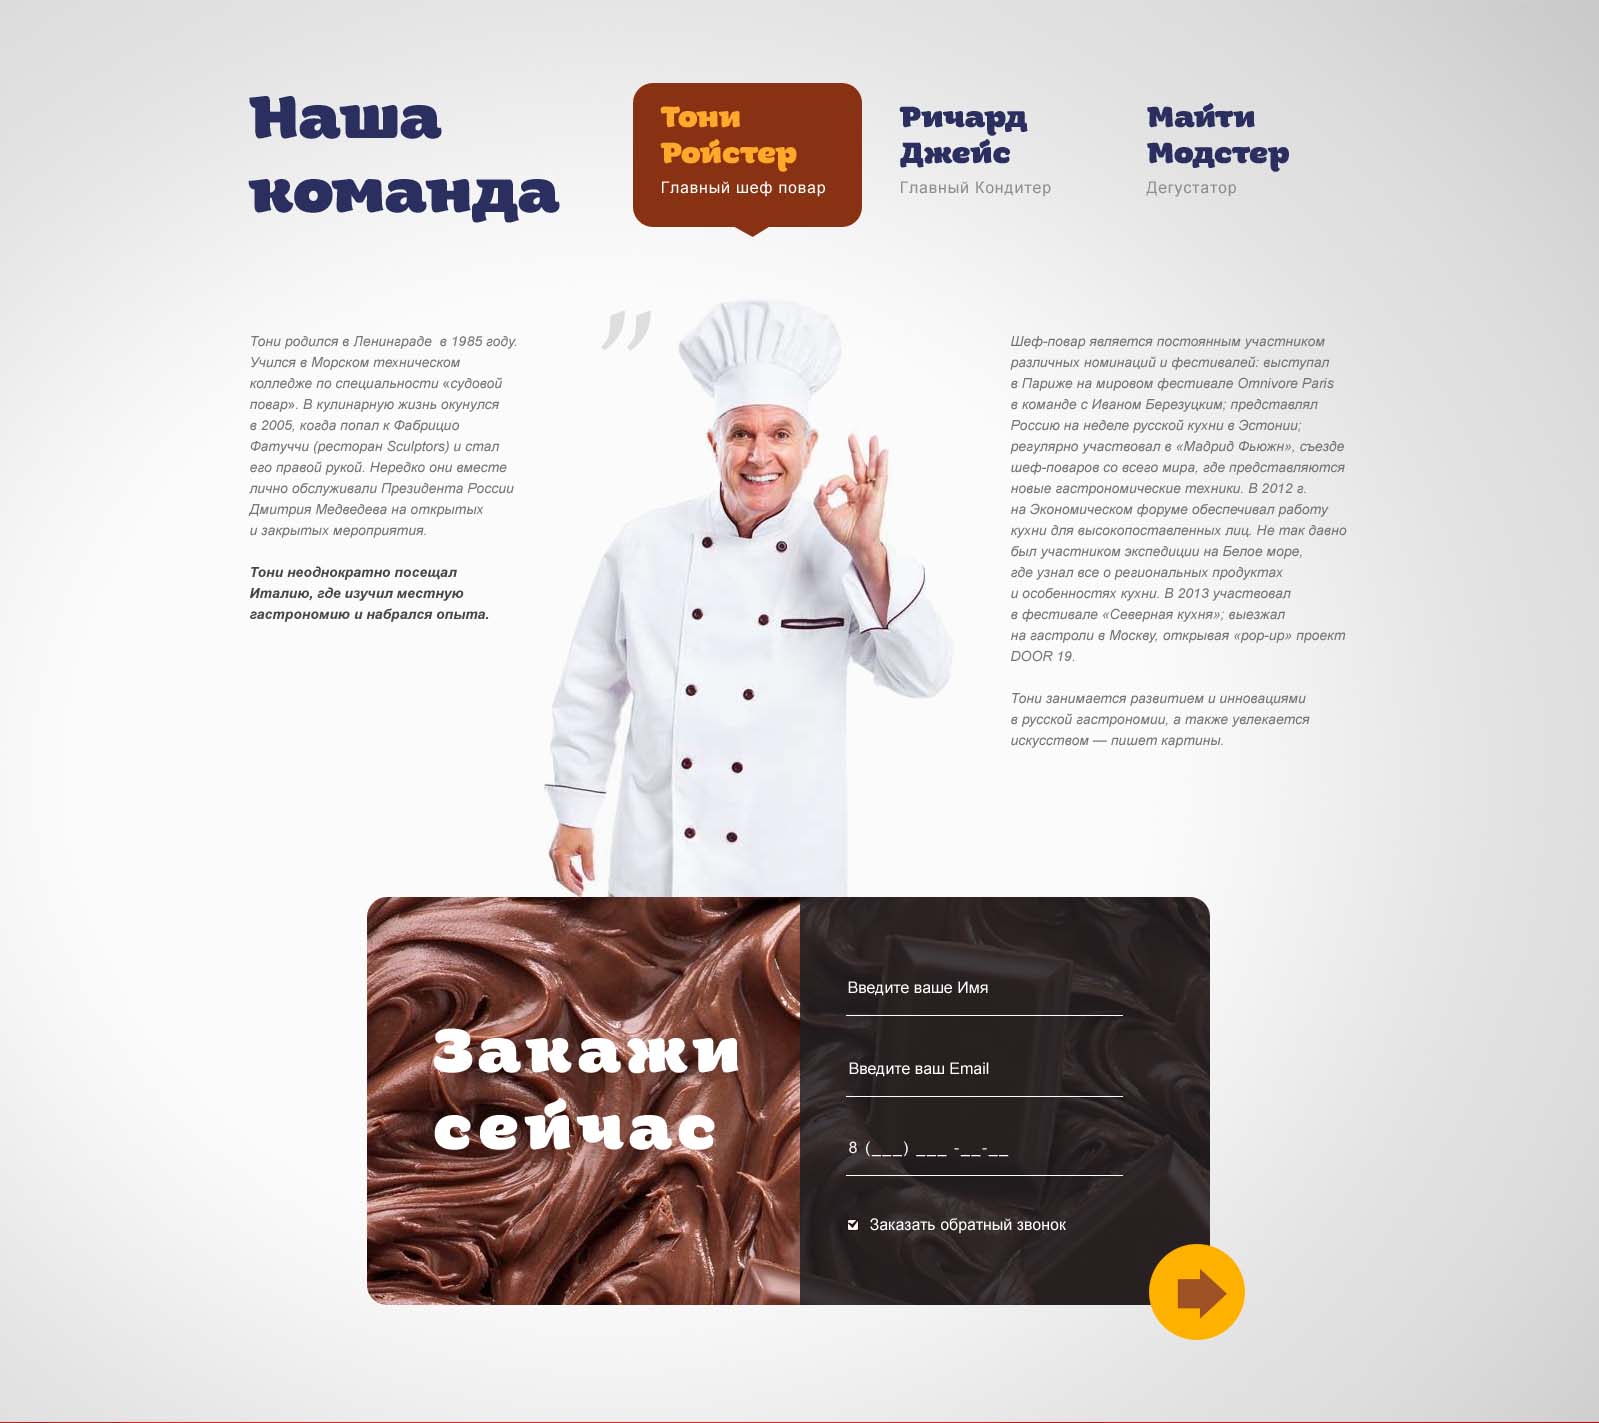 Наша
команда
Тони
Ройстер
Главный шеф повар
Ричард
Джейс
Главный Кондитер
Майти
Модстер
Дегустатор
”
Тони родился в Ленинграде  в 1985 году.
Учился в Морском техническом
колледже по специальности «судовой
повар». В кулинарную жизнь окунулся
в 2005, когда попал к Фабрицио
Фатуччи (ресторан Sculptors) и стал
его правой рукой. Нередко они вместе
лично обслуживали Президента России
Дмитрия Медведева на открытых
и закрытых мероприятия.
Тони неоднократно посещал
Италию, где изучил местную
гастрономию и набрался опыта.
Шеф-повар является постоянным участником
различных номинаций и фестивалей: выступал
в Париже на мировом фестивале Omnivore Paris
в команде с Иваном Березуцким; представлял
Россию на неделе русской кухни в Эстонии;
регулярно участвовал в «Мадрид Фьюжн», съезде
шеф-поваров со всего мира, где представляются
новые гастрономические техники. В 2012 г.
на Экономическом форуме обеспечивал работу
кухни для высокопоставленных лиц. Не так давно
был участником экспедиции на Белое море,
где узнал все о региональных продуктах
и особенностях кухни. В 2013 участвовал
в фестивале «Северная кухня»; выезжал
на гастроли в Москву, открывая «pop-up» проект
DOOR 19.
Тони занимается развитием и инновациями
в русской гастрономии, а также увлекается
искусством — пишет картины.
Закажи
сейчас
Введите ваше Имя
Введите ваш Email
8 (___) ___ -__-__
Заказать обратный звонок